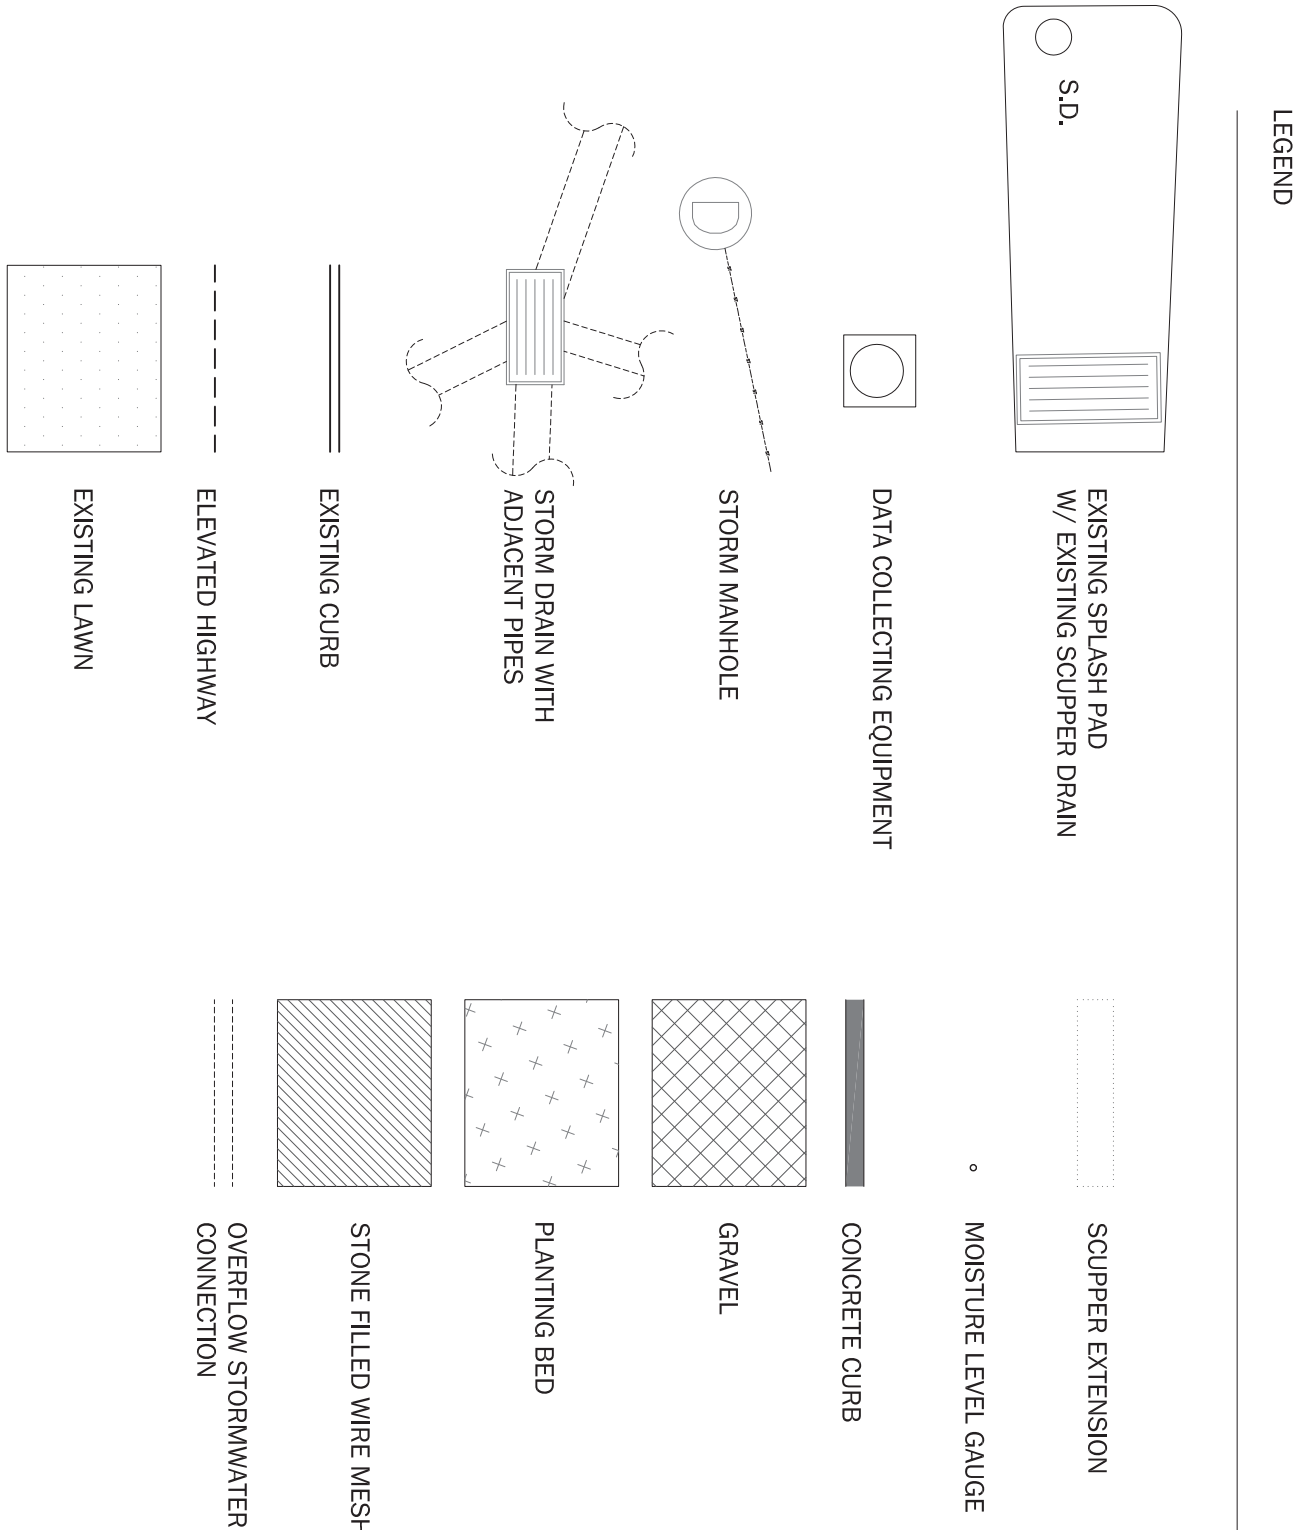 LEGEND
S.D.
EXISTING SPLASH PAD
W/ EXISTING SCUPPER DRAIN
DATA COLLECTING EQUIPMENT
STORM MANHOLE
STORM DRAIN WITH
ADJACENT PIPES
EXISTING CURB
ELEVATED HIGHWAY
EXISTING LAWN
SCUPPER EXTENSION
MOISTURE LEVEL GAUGE
CONCRETE CURB
GRAVEL
PLANTING BED
STONE FILLED WIRE MESH
OVERFLOW STORMWATER
CONNECTION